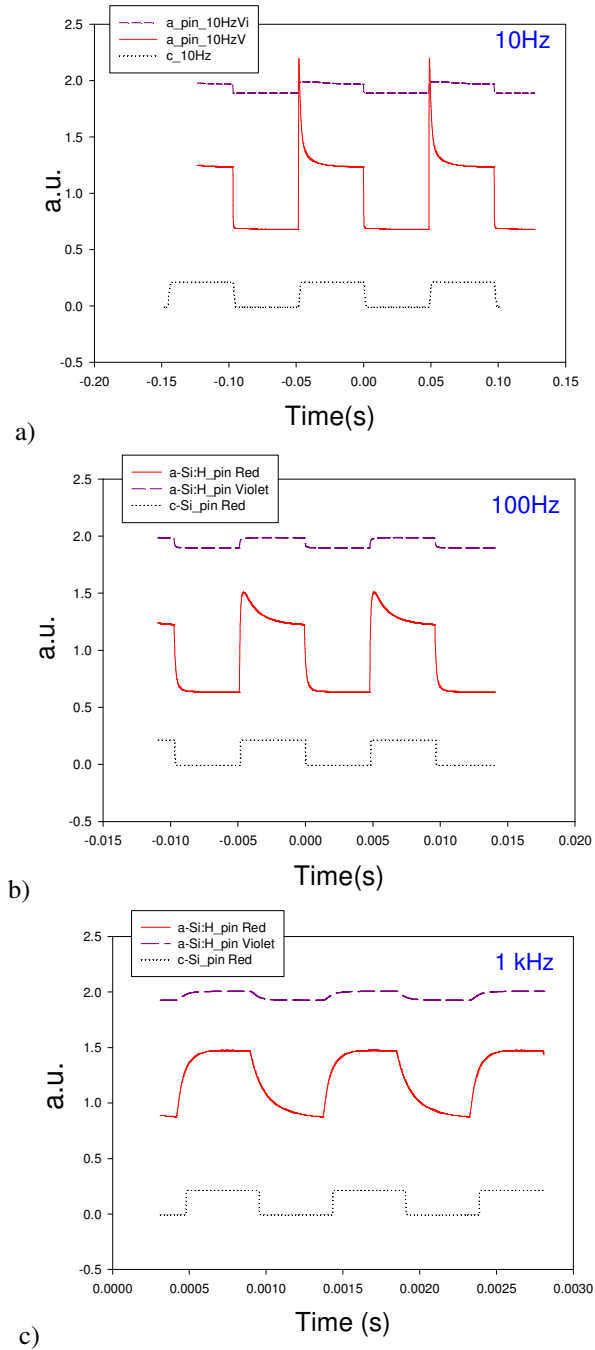 a_pin_10HzVi
a_pin_10HzV
c_10Hz
10Hz
2.5
2.0
1.5
1.0
0.5
0.0
-0.5
a.u.
-0.20 -0.15 -0.10 -0.05 0.00 0.05 0.10 0.15
Time(s)
a)
a-Si:H_pin Red
a-Si:H_pin Violet
c-Si_pin Red
100Hz
2.5
2.0
1.5
1.0
0.5
0.0
-0.5
a.u.
-0.015 -0.010 -0.005 0.000 0.005 0.010 0.015 0.020
Time(s)
b)
a-Si:H_pin Red
a-Si:H_pin Violet
c-Si_pin Red
1 kHz
2.5
2.0
1.5
1.0
0.5
0.0
-0.5
a.u.
0.0000 0.0005 0.0010 0.0015 0.0020 0.0025 0.0030
Time (s)
c)